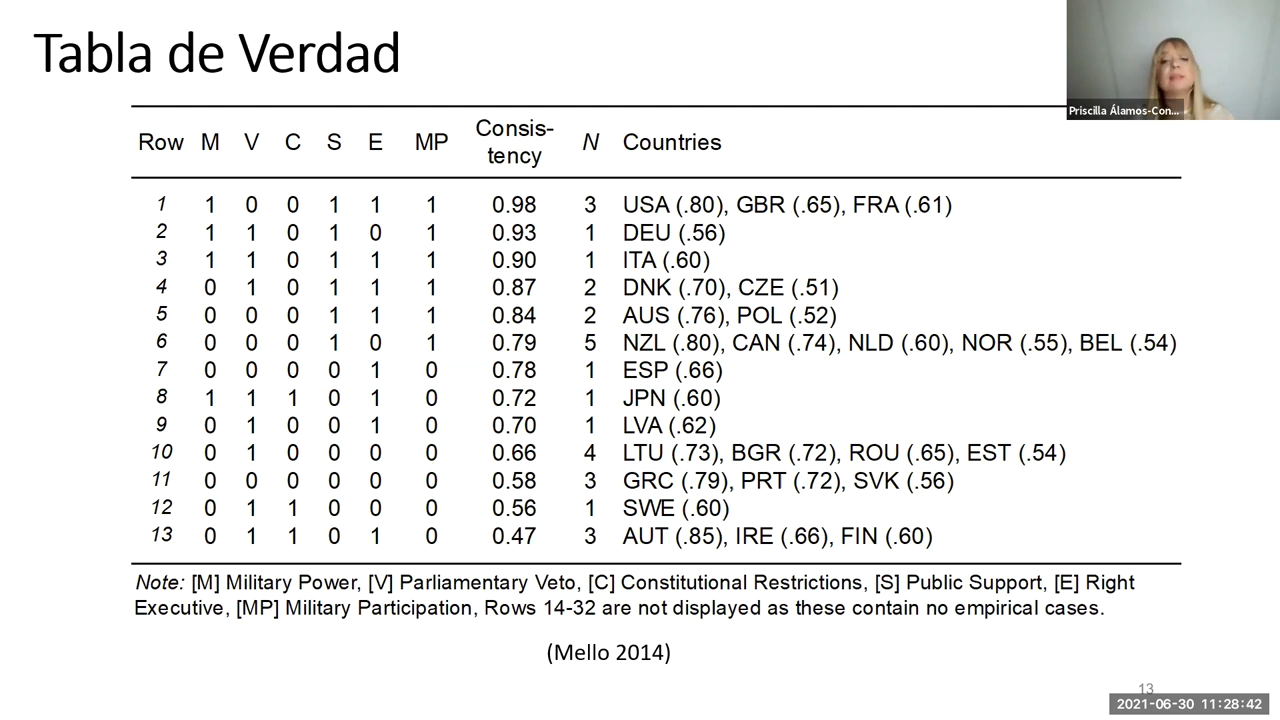 Tabla de Verdad
Priscilla Álamos-Con...
Row M V C S E MP Consis-tency N Countries
1 1 0 0 1 1 1 0.98 3 USA (.80), GBR (.65), FRA (.61)
2 1 1 0 1 0 1 0.93 1 DEU (.56)
3 1 1 0 1 1 1 0.90 1 ITA (.60)
4 0 1 0 1 1 1 0.87 2 DNK (.70), CZE (.51)
5 0 0 0 1 1 1 0.84 2 AUS (.76), POL (.52)
6 0 0 0 1 0 1 0.79 5 NZL (.80), CAN (.74), NLD (.60), NOR (.55), BEL (.54)
7 0 0 0 0 1 0 0.78 1 ESP (.66)
8 1 1 1 0 1 0 0.72 1 JPN (.60)
9 0 1 0 0 1 0 0.70 1 LVA (.62)
10 0 1 0 0 0 0 0.66 4 LTU (.73), BGR (.72), ROU (.65), EST (.54)
11 0 0 0 0 0 0 0.58 3 GRC (.79), PRT (.72), SVK (.56)
12 0 1 1 0 0 0 0.56 1 SWE (.60)
13 0 1 1 0 1 0 0.47 3 AUT (.85), IRE (.66), FIN (.60)
Note: [M] Military Power, [V] Parliamentary Veto, [C] Constitutional Restrictions, [S] Public Support, [E] Right
Executive, [MP] Military Participation, Rows 14-32 are not displayed as these contain no empirical cases.
(Mello 2014)
13
2021-06-30 11:28:42